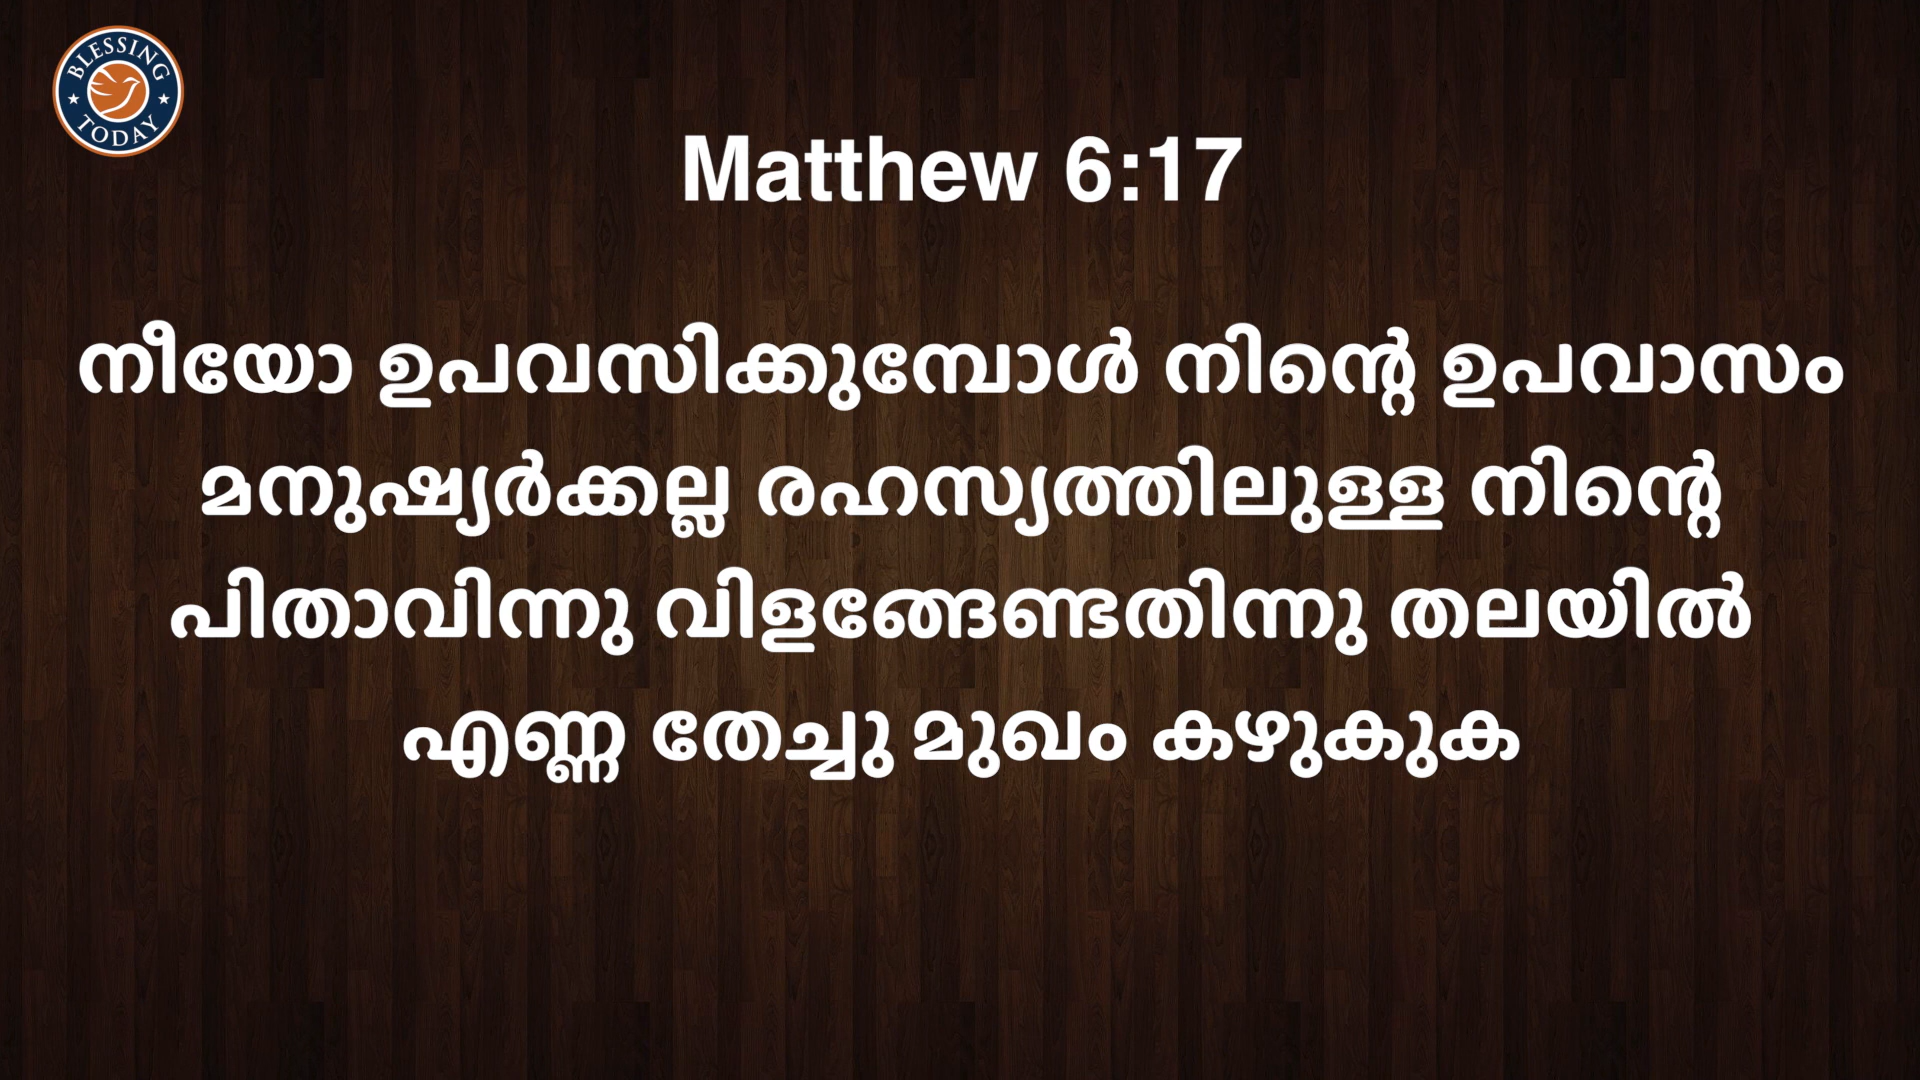 BLESSING
TODAY
Matthew 6:17
നീയോ ഉപവസിക്കുമ്പോൾ നിന്റെ ഉപവാസം
മനുഷ്യർക്കല്ല രഹസ്യത്തിലുള്ള നിന്റെ
പിതാവിന്നു വിളങ്ങേണ്ടതിന്നു തലയിൽ
എണ്ണ തേച്ചു മുഖം കഴുകുക